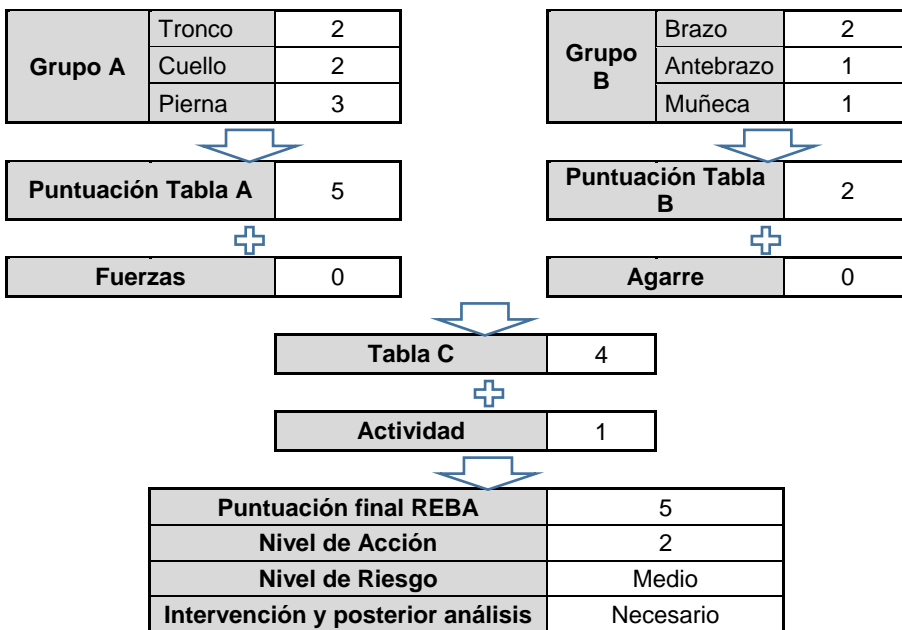 Grupo A
Tronco 2
Cuello 2
Pierna 3
Grupo
B
Brazo 2
Antebrazo 1
Muñeca 1
Puntuación Tabla A 5
Puntuación Tabla
B
2
Fuerzas 0
Agarre 0
Tabla C 4
Actividad 1
Puntuación final REBA 5
Nivel de Acción 2
Nivel de Riesgo Medio
Intervención y posterior análisis Necesario